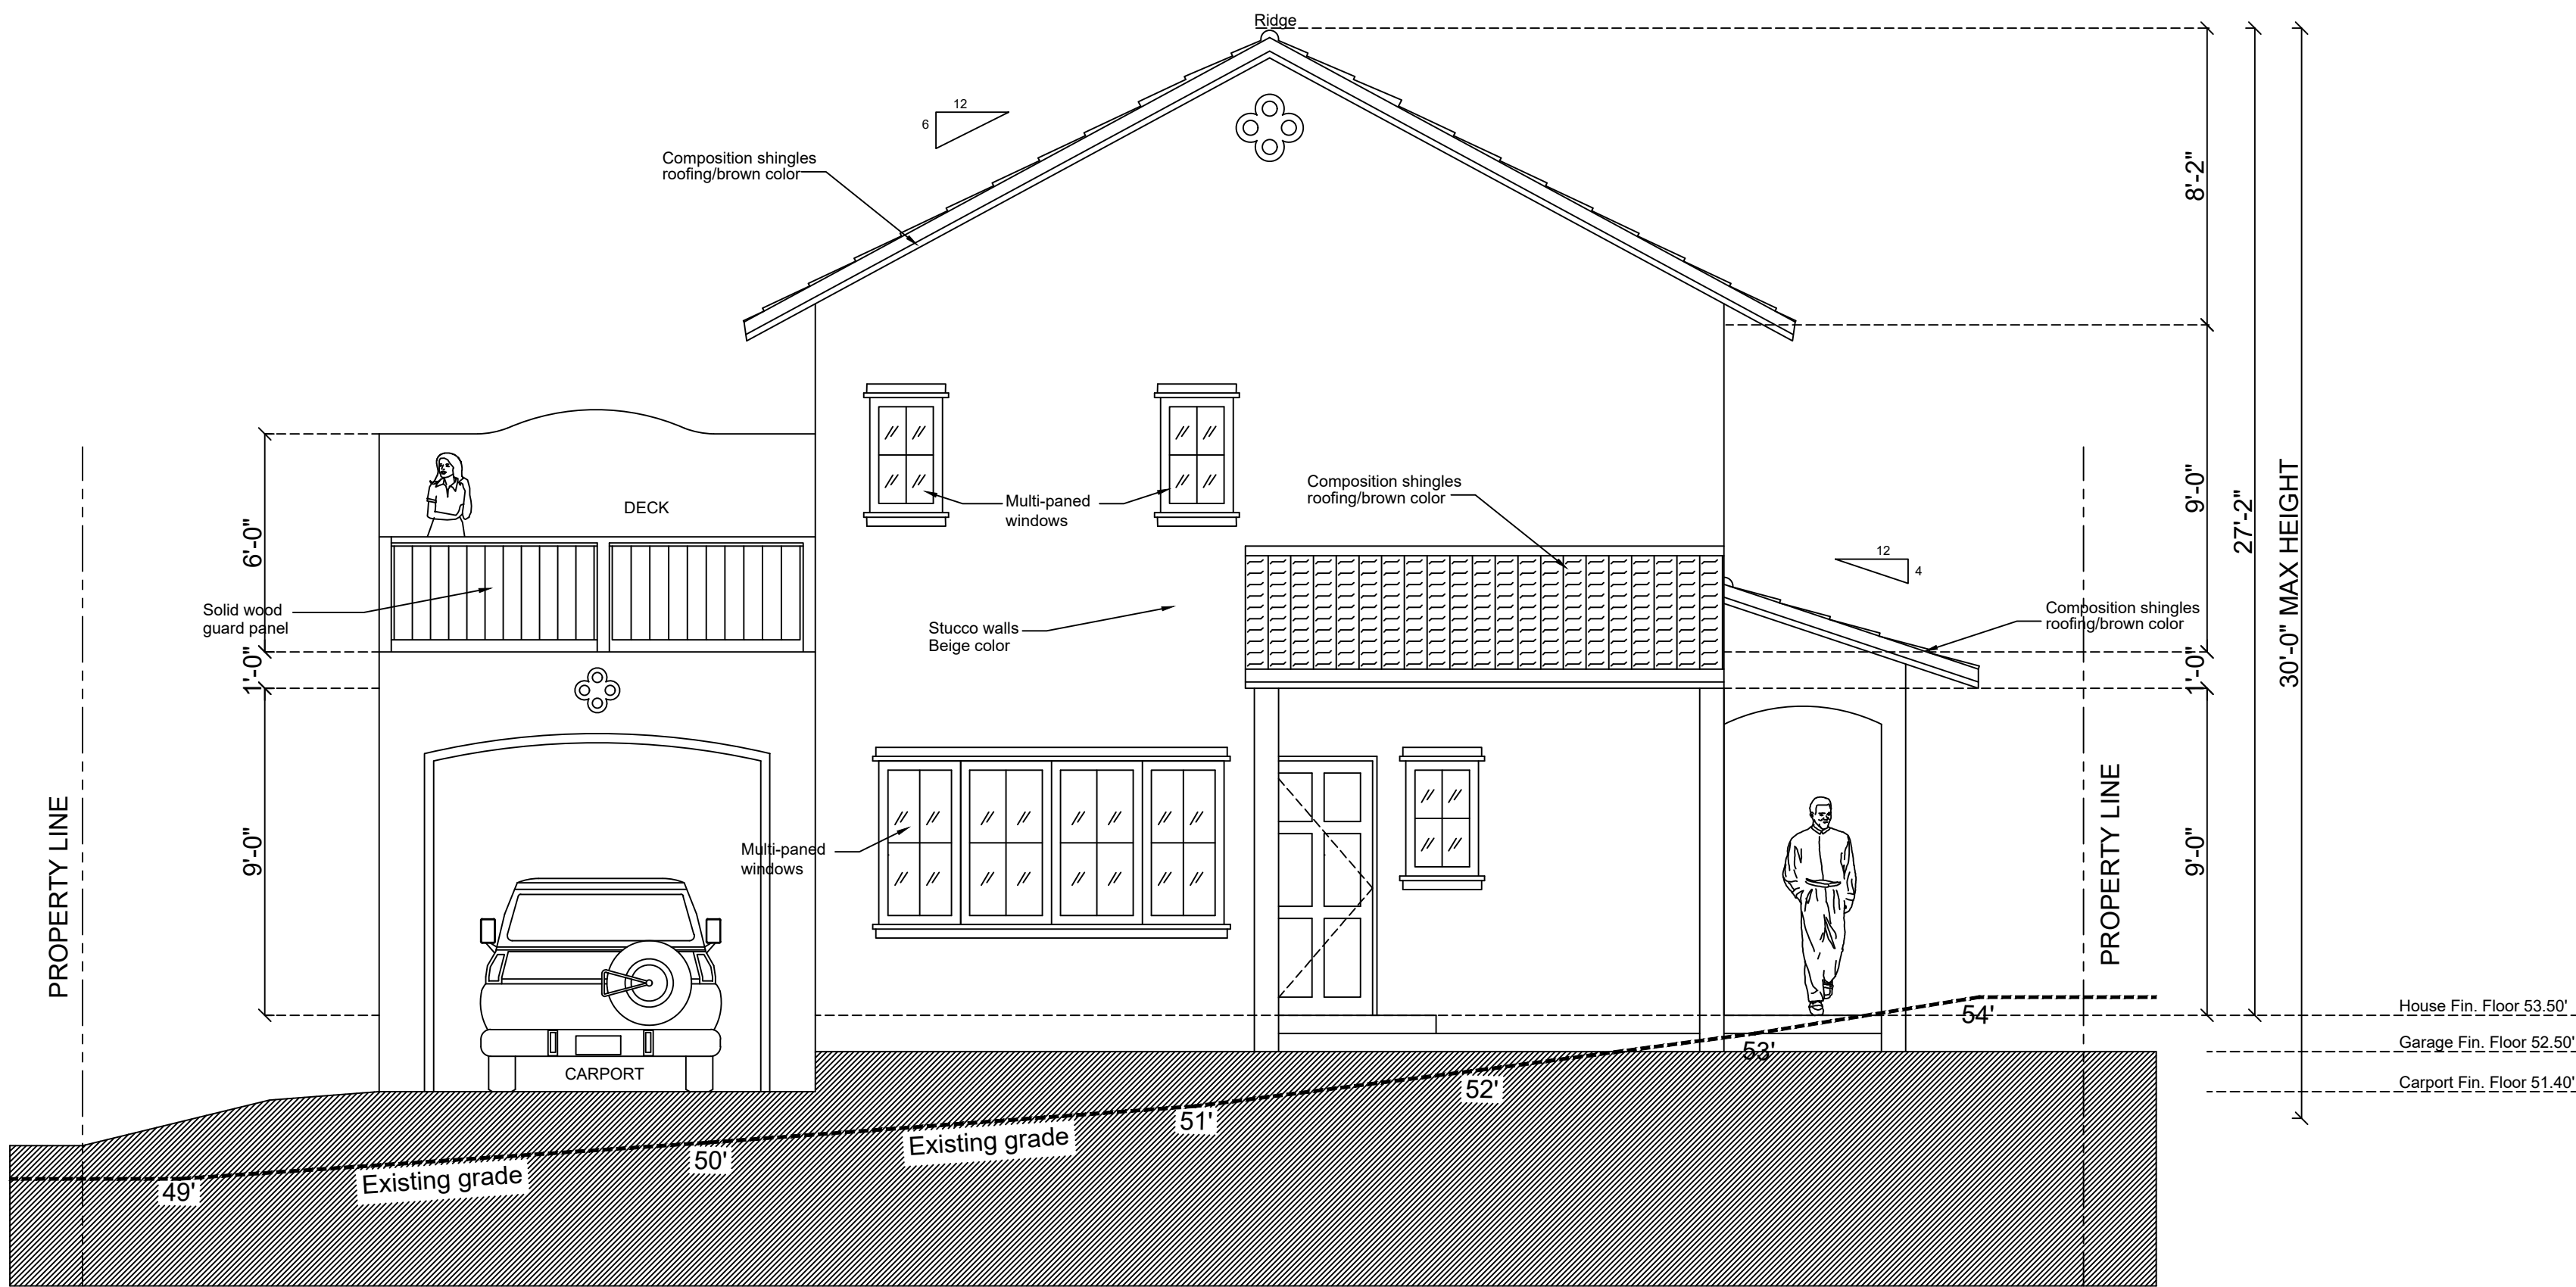 Ridge
12
6
Composition shingles
roofing/brown color
8'-2"
Multi-paned
windows
Composition shingles
roofing/brown color
9'-0"
27'-2"
30'-0" MAX HEIGHT
DECK
6'-0"
12
4
Solid wood
guard panel
Stucco walls
Beige color
Composition shingles
roofing/brown color
1'-0"
1'-0"
PROPERTY LINE
9'-0"
Multi-paned
windows
9'-0"
PROPERTY LINE
CARPORT
House Fin. Floor 53.50'
Garage Fin. Floor 52.50'
Carport Fin. Floor 51.40'
54'
53'
52'
51'
Existing grade
50'
Existing grade
49'